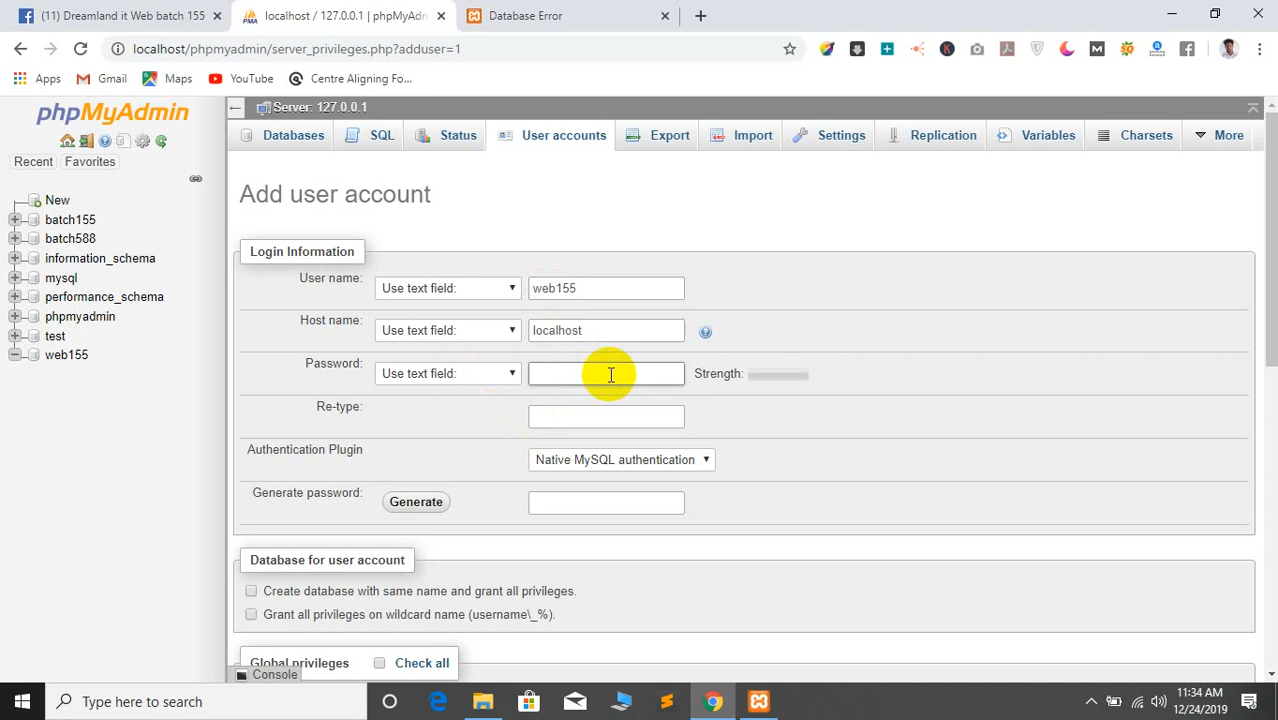 (11) Dreamland it Web batch 155
localhost / 127.0.0.1 | phpMyAdm
Database Error
localhost/phpmyadmin/server_privileges.php?adduser=1
Apps
Gmail
Maps
YouTube
Centre Aligning Fo...
phpMyAdmin
Recent
Favorites
New
batch155
batch588
information_schema
mysql
performance_schema
phpmyadmin
test
web155
Server: 127.0.0.1
Databases
SQL
Status
User accounts
Export
Import
Settings
Replication
Variables
Charsets
More
Add user account
Login Information
User name:
Use text field:
web155
Host name:
Use text field:
localhost
Password:
Use text field:
Strength:
Re-type:
Authentication Plugin
Native MySQL authentication
Generate password:
Generate
Database for user account
Create database with same name and grant all privileges.
Grant all privileges on wildcard name (username\_%).
Global privileges
Check all
Console
Type here to search
11:34 AM
12/24/2019